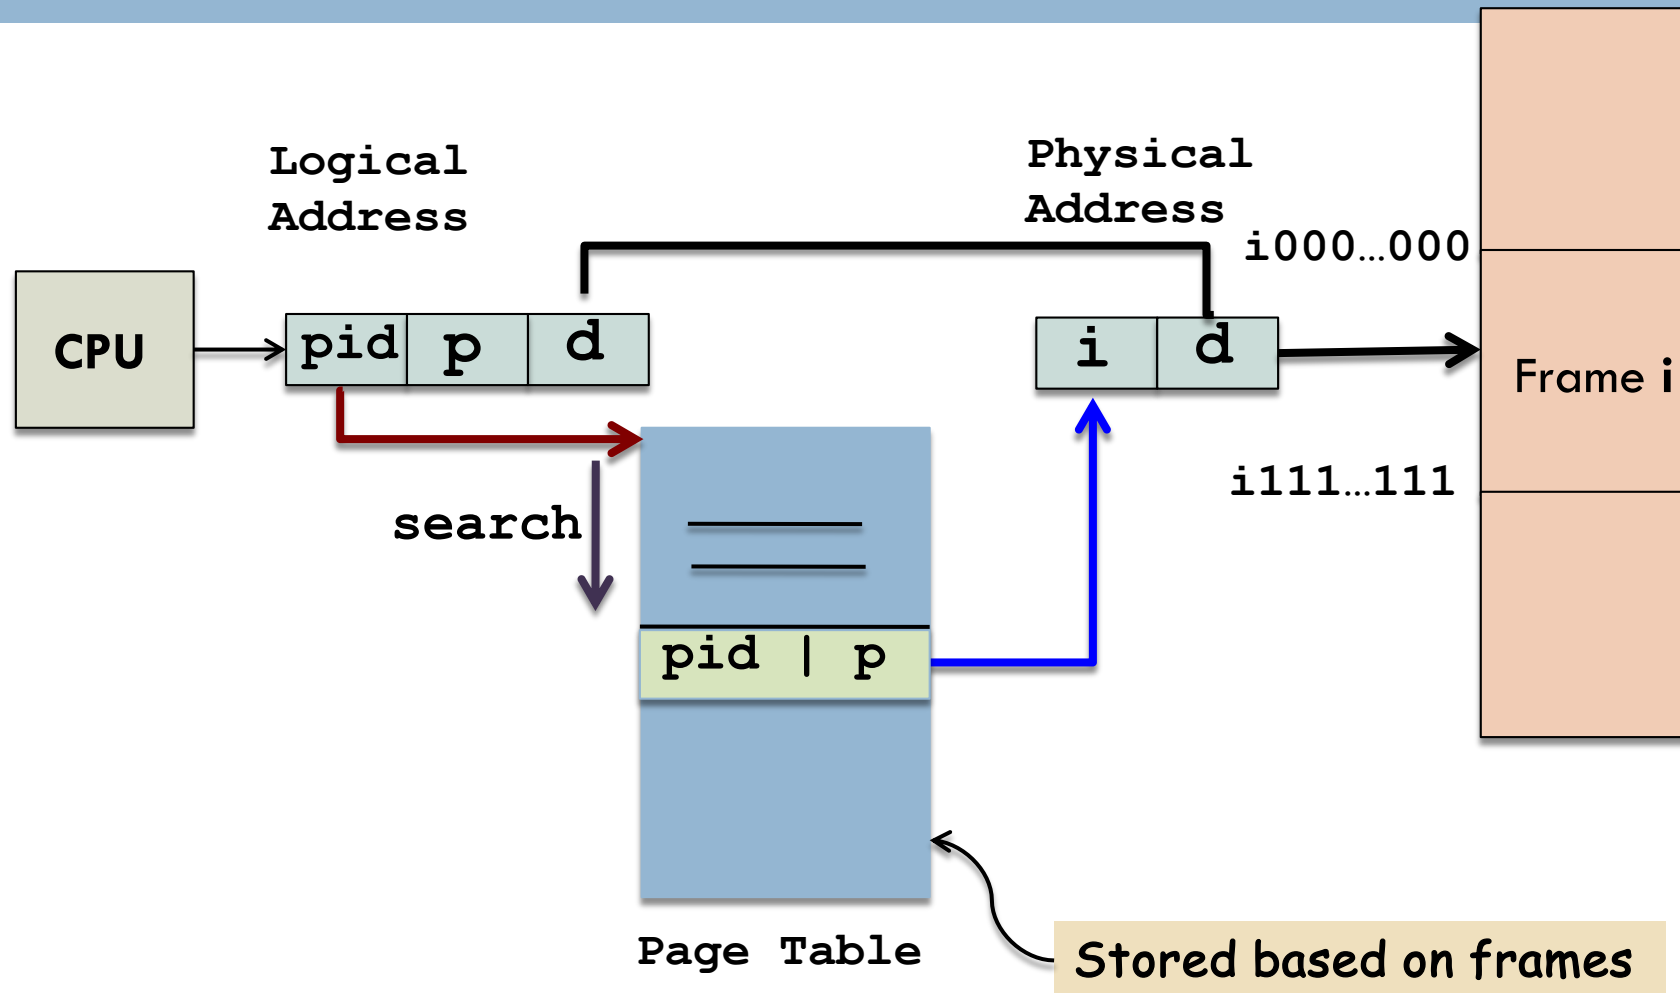 Logical
Address
Physical
Address
i000…000
CPU
pid p d
i d
Frame i
i111…111
search
pid | p
Page Table
Stored based on frames